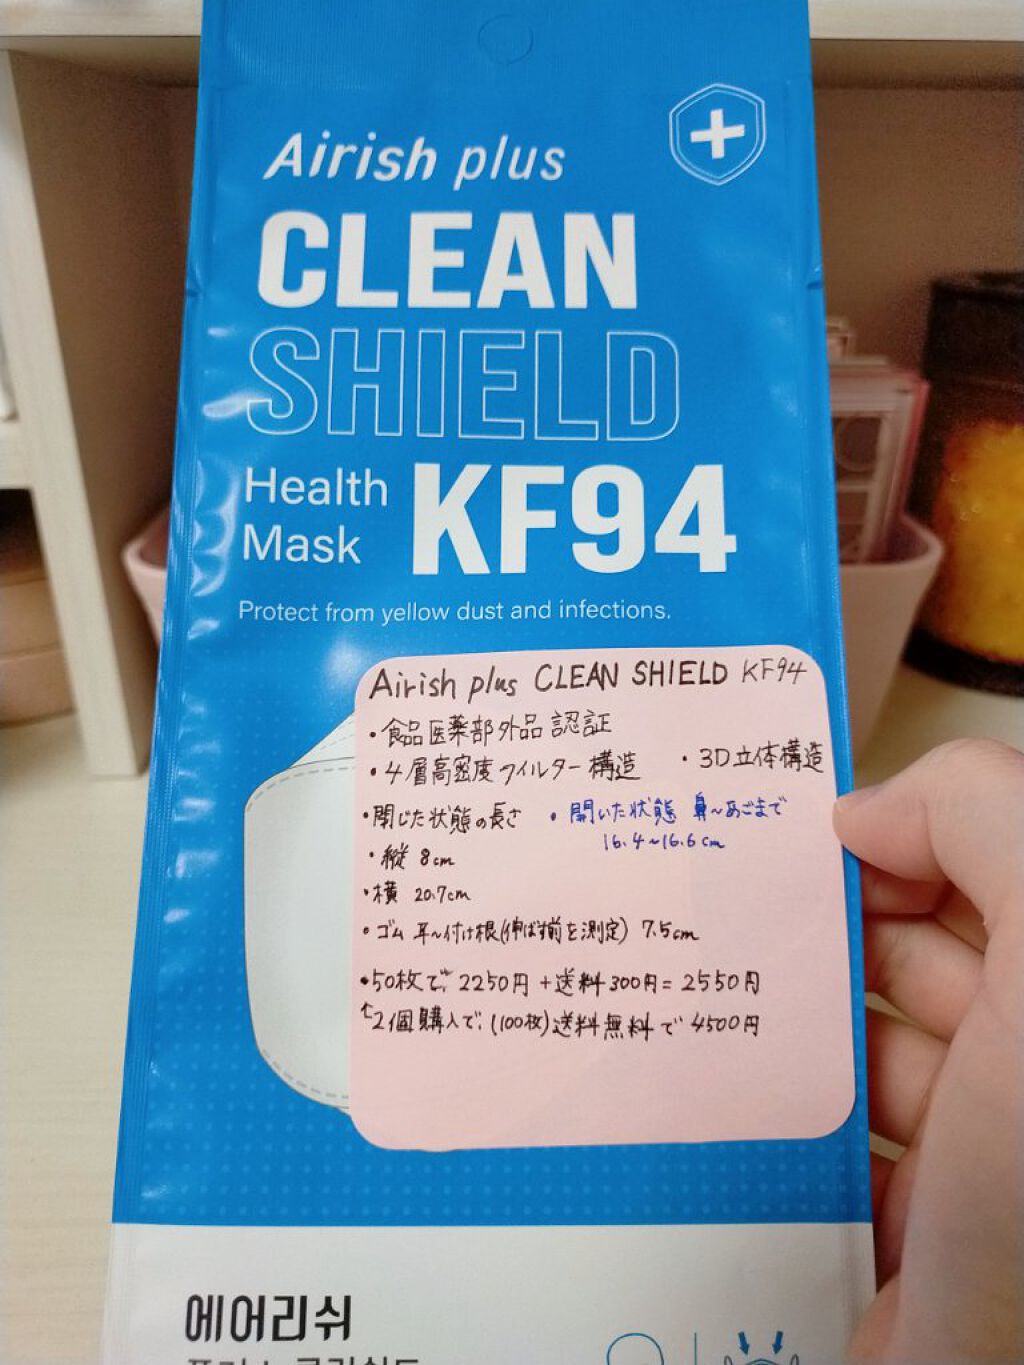 Airish plus
CLEAN
SHIELD
Health
Mask
KF94
Protect from yellow dust and infections.
Airish plus CLEAN SHIELD KF94
・食品医薬部外品 認証
・4層高密度フィルター構造 ・3D立体構造
・閉じた状態の長さ ・開いた状態 鼻~あごまで
16.4~16.6cm
・縦 8cm
・横 20.7cm
・ゴム 耳~付け根(伸ばす前を測定) 7.5cm
・50枚で、2250円+送料300円=2550円
↑2個購入で、(100枚)送料無料で 4500円
에어리쉬